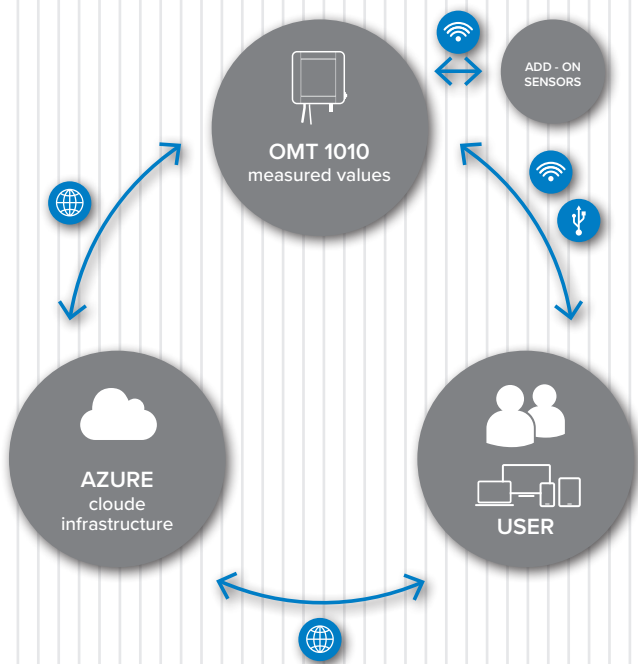 ADD - ON
SENSORS
OMT 1010
measured values
AZURE
cloude
infrastructure
USER